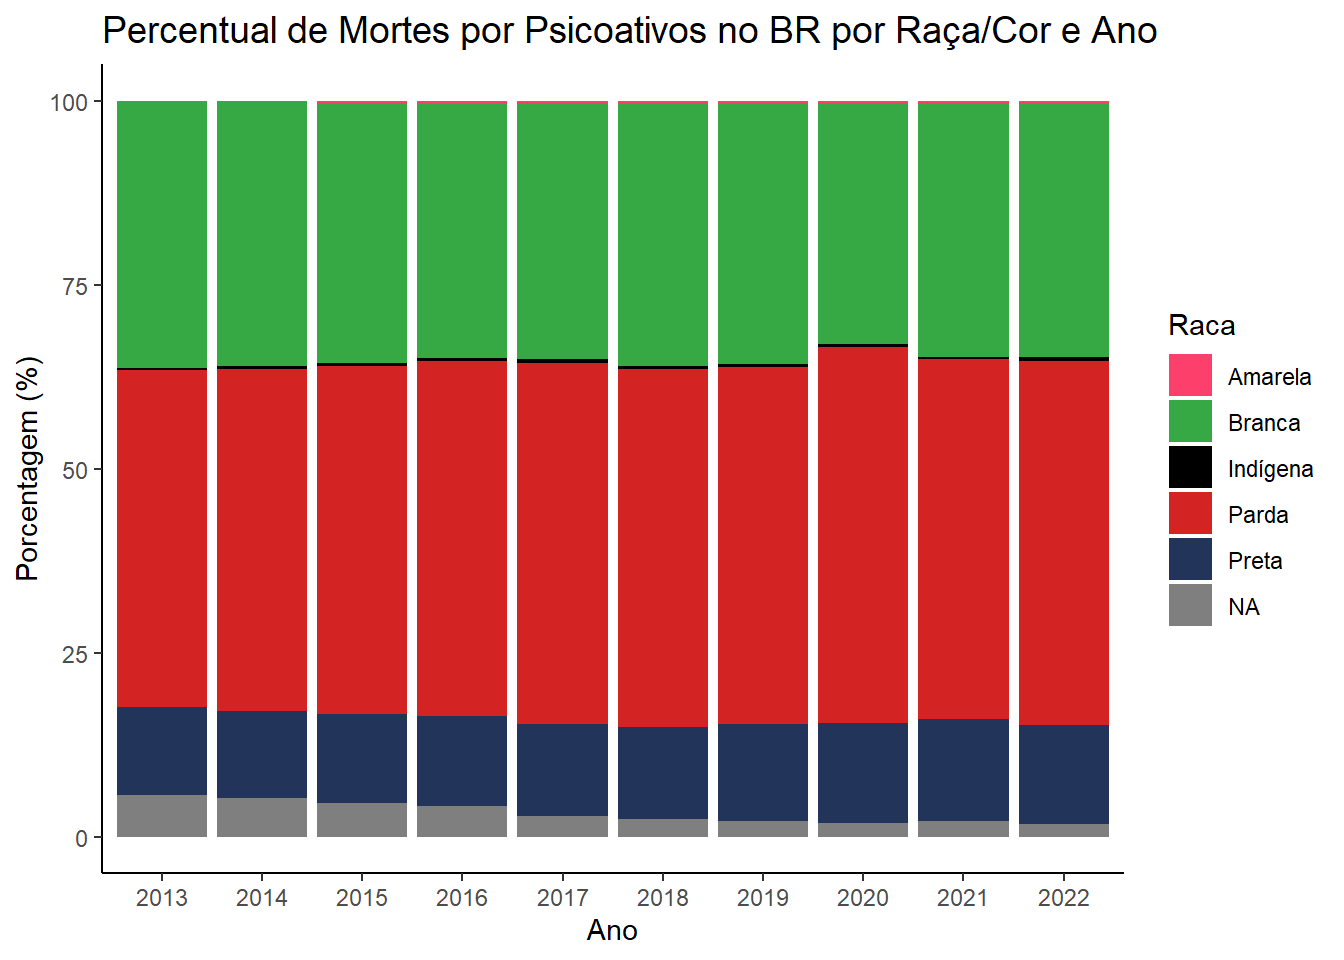 Percentual de Mortes por Psicoativos no BR por Raça/Cor e Ano
Porcentagem (%)
100
75
50
25
0
2013 2014 2015 2016 2017 2018 2019 2020 2021 2022
Ano
Raca
Amarela
Branca
Indígena
Parda
Preta
NA